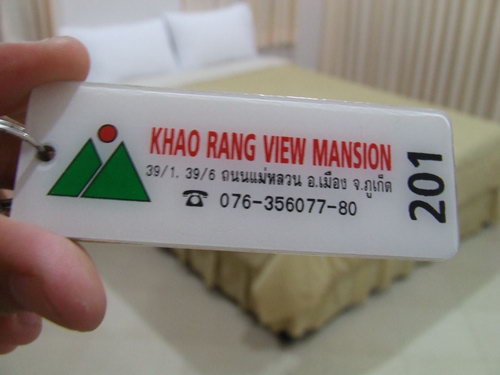 KHAO RANG VIEW MANSION
39/1. 39/6 ถนนแม่หลวน อ.เมือง จ.ภูเก็ต
☎ 076-356077-80
201